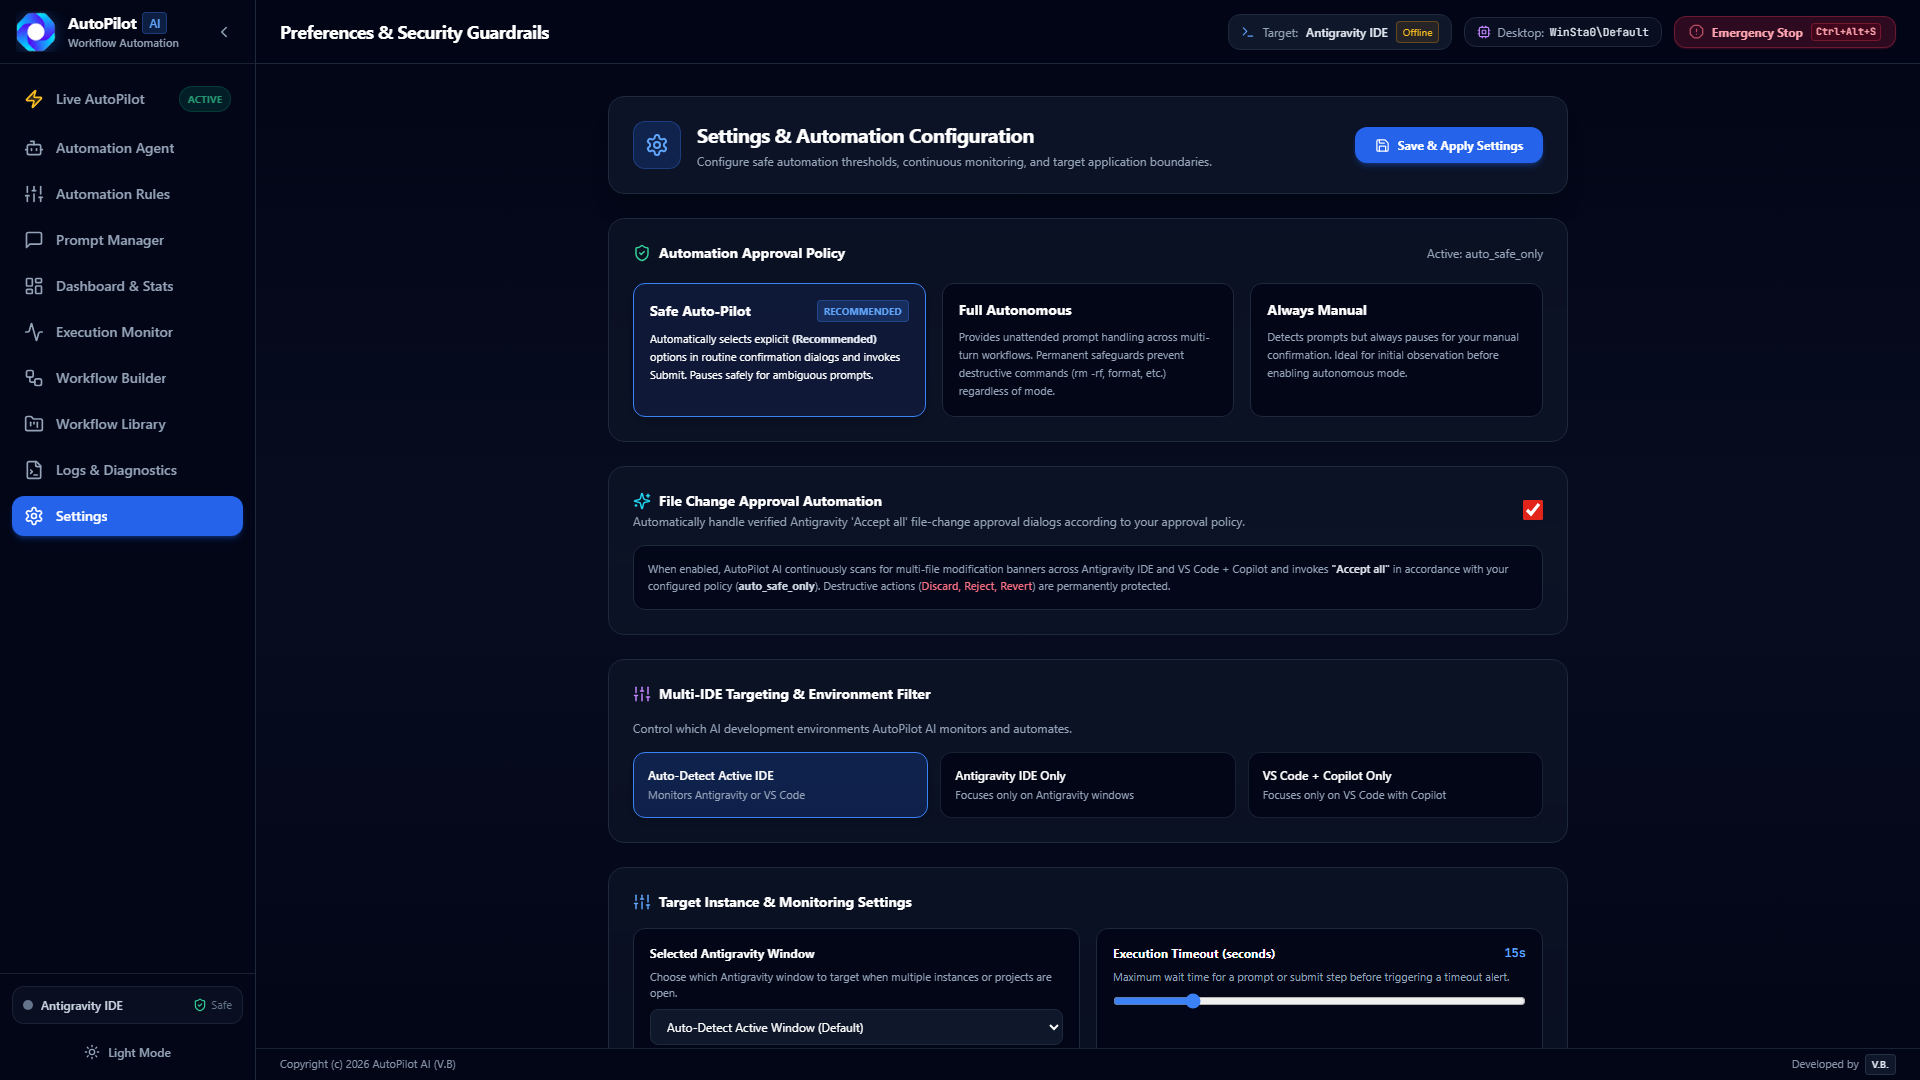 AutoPilot AI
Workflow Automation
Preferences & Security Guardrails
Target: Antigravity IDE Offline
Desktop: WinSta0\Default
Emergency Stop Ctrl+Alt+S
Live AutoPilot ACTIVE
Automation Agent
Automation Rules
Prompt Manager
Dashboard & Stats
Execution Monitor
Workflow Builder
Workflow Library
Logs & Diagnostics
Settings
Settings & Automation Configuration
Configure safe automation thresholds, continuous monitoring, and target application boundaries.
Save & Apply Settings
Automation Approval Policy
Active: auto_safe_only
Safe Auto-Pilot RECOMMENDED
Automatically selects explicit (Recommended)
options in routine confirmation dialogs and invokes
Submit. Pauses safely for ambiguous prompts.
Full Autonomous
Provides unattended prompt handling across multi-
turn workflows. Permanent safeguards prevent
destructive commands (rm -rf, format, etc.)
regardless of mode.
Always Manual
Detects prompts but always pauses for your manual
confirmation. Ideal for initial observation before
enabling autonomous mode.
File Change Approval Automation
Automatically handle verified Antigravity 'Accept all' file-change approval dialogs according to your approval policy.
When enabled, AutoPilot AI continuously scans for multi-file modification banners across Antigravity IDE and VS Code + Copilot and invokes "Accept all" in accordance with your
configured policy (auto_safe_only). Destructive actions (Discard, Reject, Revert) are permanently protected.
Multi-IDE Targeting & Environment Filter
Control which AI development environments AutoPilot AI monitors and automates.
Auto-Detect Active IDE
Monitors Antigravity or VS Code
Antigravity IDE Only
Focuses only on Antigravity windows
VS Code + Copilot Only
Focuses only on VS Code with Copilot
Target Instance & Monitoring Settings
Selected Antigravity Window
Choose which Antigravity window to target when multiple instances or projects are
open.
Auto-Detect Active Window (Default)
Execution Timeout (seconds) 15s
Maximum wait time for a prompt or submit step before triggering a timeout alert.
Antigravity IDE Safe
Light Mode
Copyright (c) 2026 AutoPilot AI (V.B)
Developed by V.B.